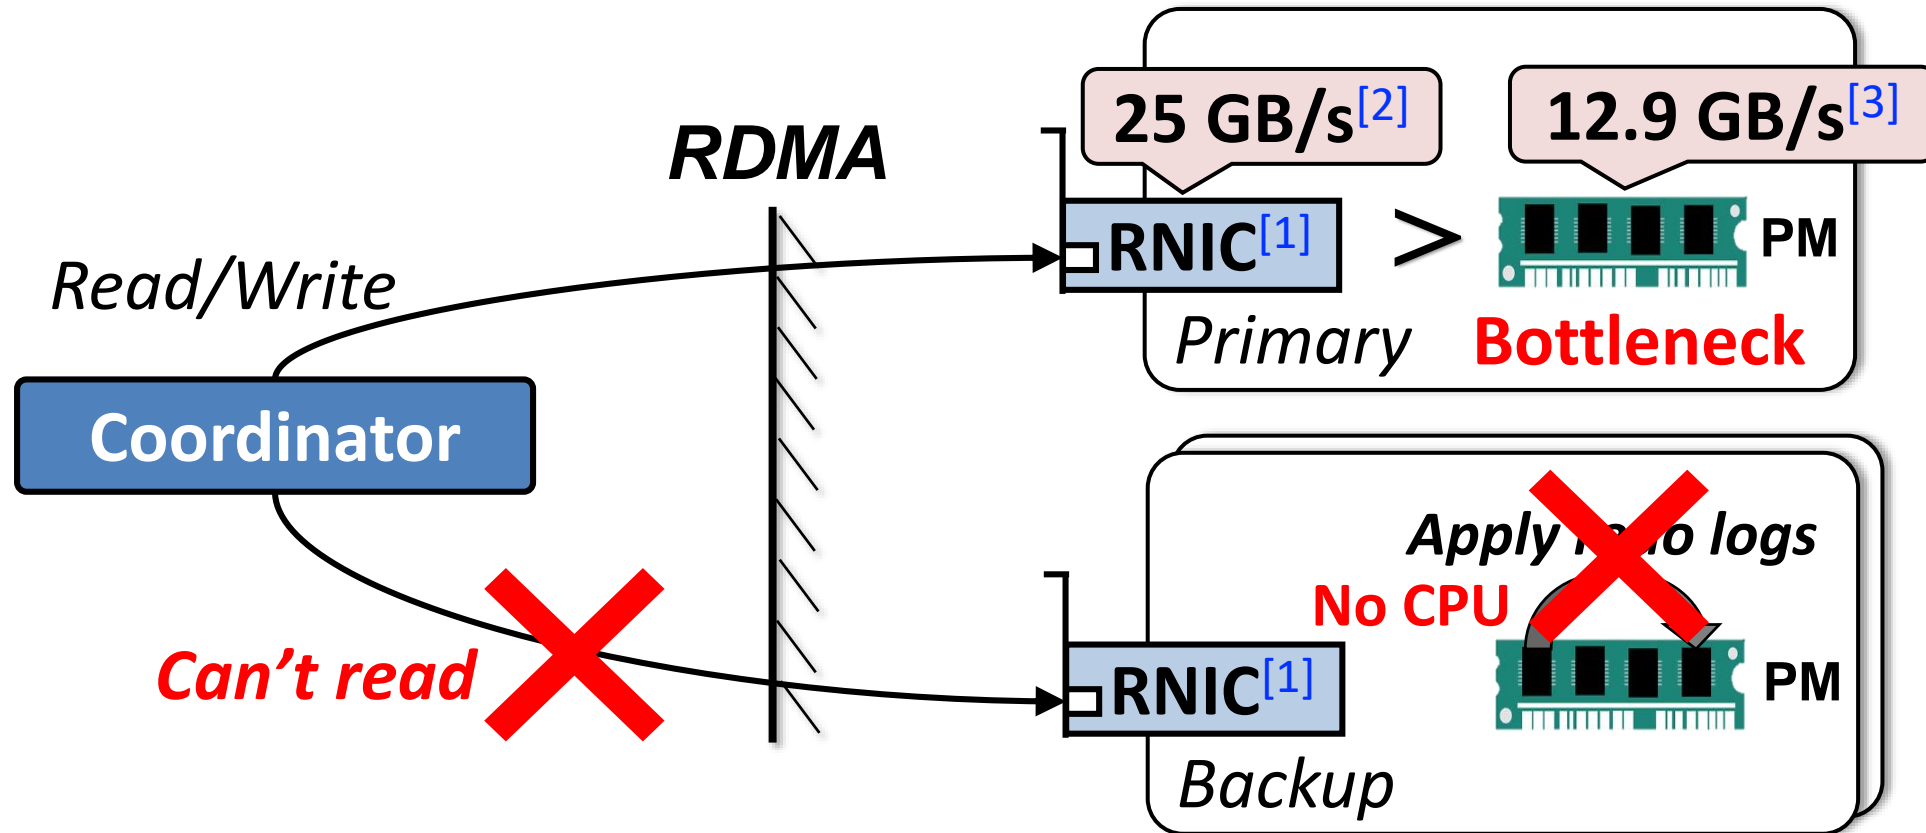 25 GB/s[2]
12.9 GB/s[3]
RDMA
RNIC[1]
>
PM
Read/Write
Primary
Bottleneck
Coordinator
Apply redo logs
No CPU
Can't read
RNIC[1]
PM
Backup